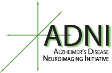 ADNI
ALZHEIMER'S DISEASE
NEUROIMAGING INITIATIVE